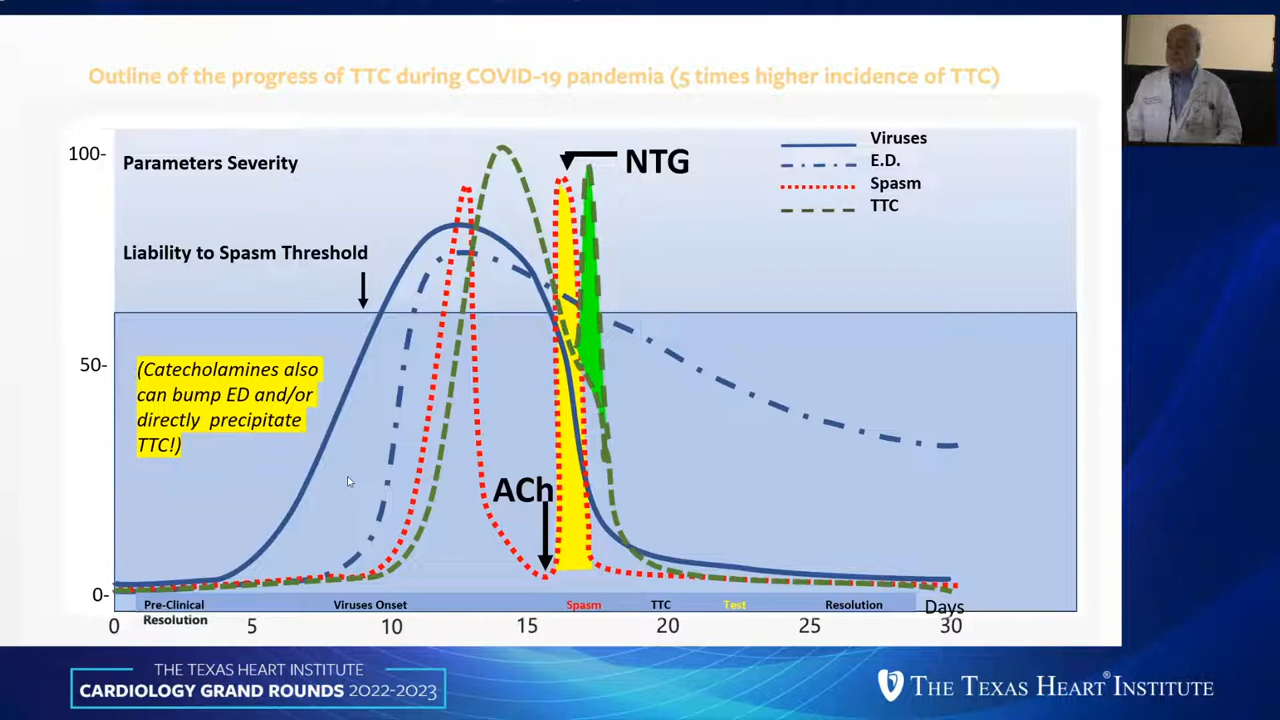 Outline of the progress of TTC during COVID-19 pandemia (5 times higher incidence of TTC)
100-
Parameters Severity
NTG
Viruses
E.D.
Spasm
TTC
Liability to Spasm Threshold
50-
(Catecholamines also
can bump ED and/or
directly precipitate
TTC!)
ACh
0-
Pre-Clinical
Resolution
Viruses Onset
Spasm
TTC
Test
Resolution
Days
0 5 10 15 20 25 30
THE TEXAS HEART INSTITUTE
CARDIOLOGY GRAND ROUNDS 2022-2023
THE TEXAS HEART® INSTITUTE